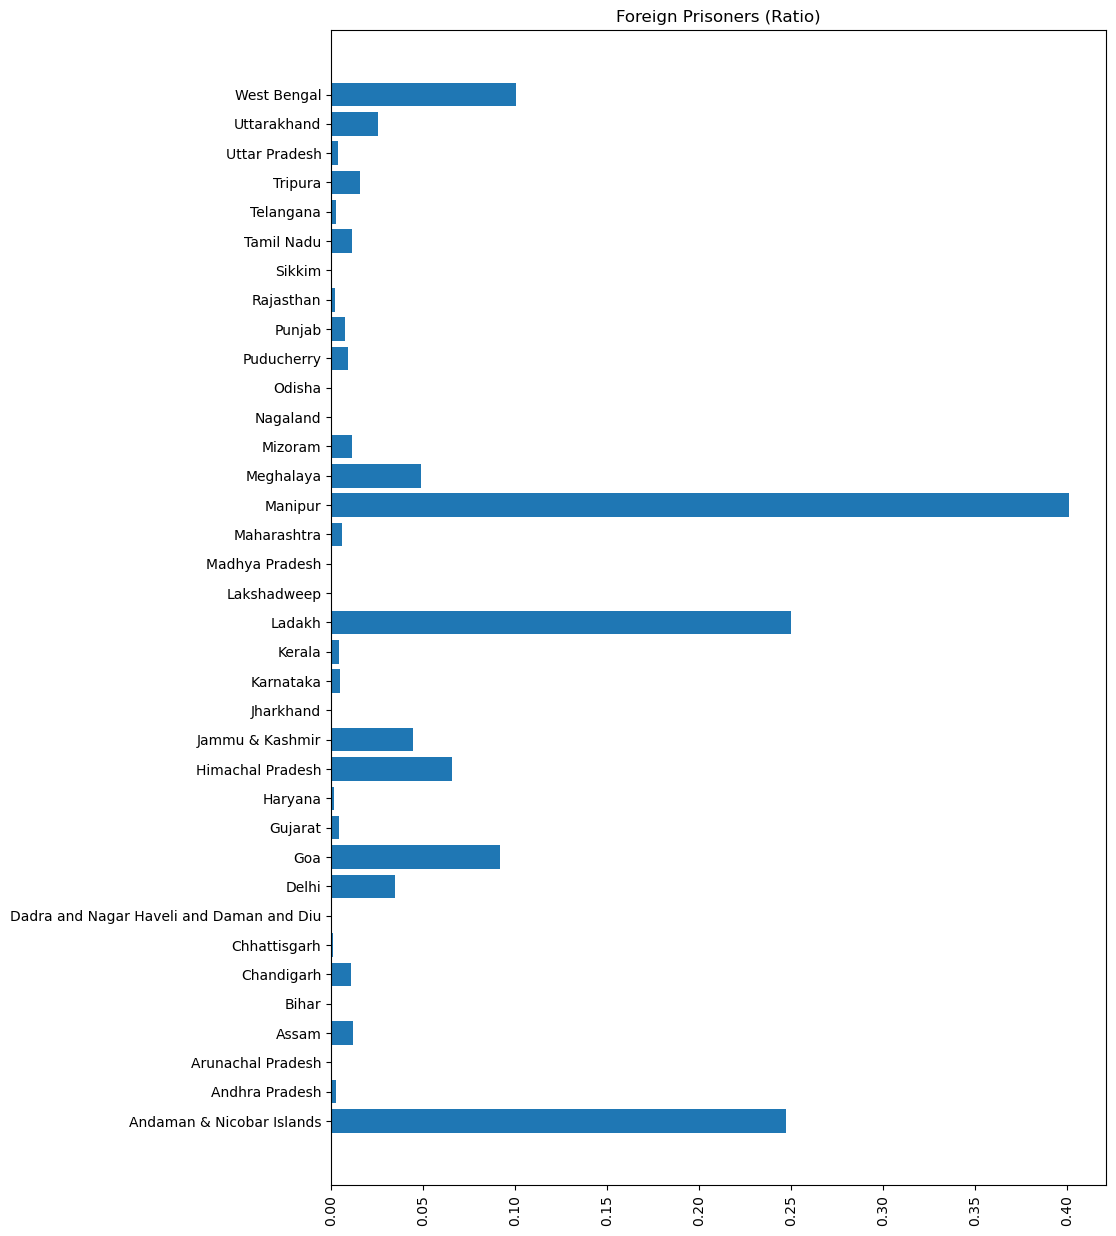 Foreign Prisoners (Ratio)
West Bengal
Uttarakhand
Uttar Pradesh
Tripura
Telangana
Tamil Nadu
Sikkim
Rajasthan
Punjab
Puducherry
Odisha
Nagaland
Mizoram
Meghalaya
Manipur
Maharashtra
Madhya Pradesh
Lakshadweep
Ladakh
Kerala
Karnataka
Jharkhand
Jammu & Kashmir
Himachal Pradesh
Haryana
Gujarat
Goa
Delhi
Dadra and Nagar Haveli and Daman and Diu
Chhattisgarh
Chandigarh
Bihar
Assam
Arunachal Pradesh
Andhra Pradesh
Andaman & Nicobar Islands
0.00
0.05
0.10
0.15
0.20
0.25
0.30
0.35
0.40